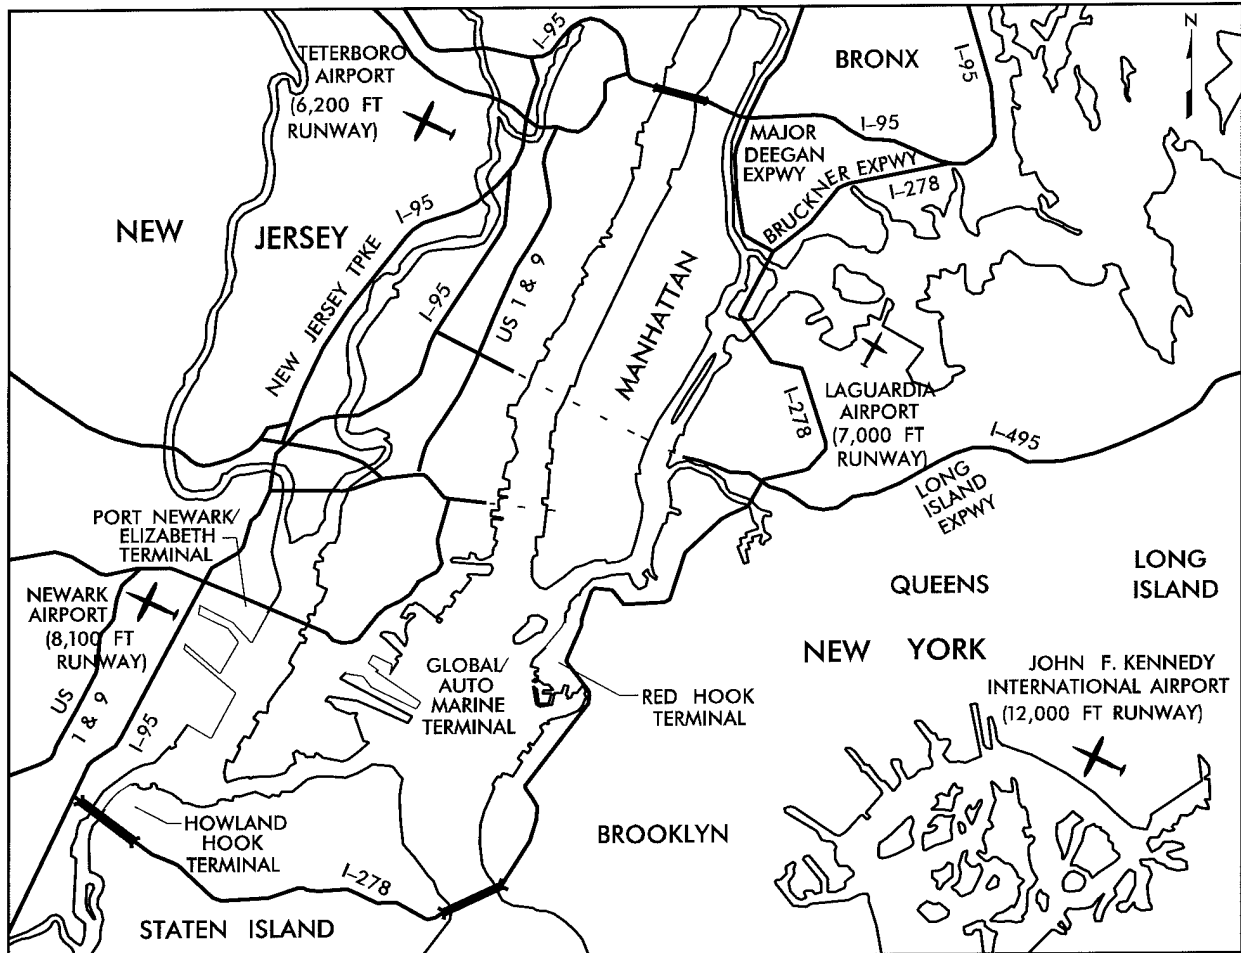 I–95
N
TETERBORO
AIRPORT
(6,200 FT
RUNWAY)
BRONX
I–95
I–95
MAJOR
DEEGAN
EXPWY
BRUCKNER EXPWY
I–278
NEW JERSEY
I–95
NEW JERSEY TPKE
I–95
US 1 & 9
MANHATTAN
LAGUARDIA
AIRPORT
(7,000 FT
RUNWAY)
I–278
I–495
LONG
ISLAND
EXPWY
PORT NEWARK/
ELIZABETH
TERMINAL
NEWARK
AIRPORT
(8,100 FT
RUNWAY)
QUEENS
LONG
ISLAND
NEW YORK
GLOBAL/
AUTO
MARINE
TERMINAL
RED HOOK
TERMINAL
JOHN F. KENNEDY
INTERNATIONAL AIRPORT
(12,000 FT RUNWAY)
US
1 & 9
I–95
HOWLAND
HOOK
TERMINAL
BROOKLYN
I–278
STATEN ISLAND